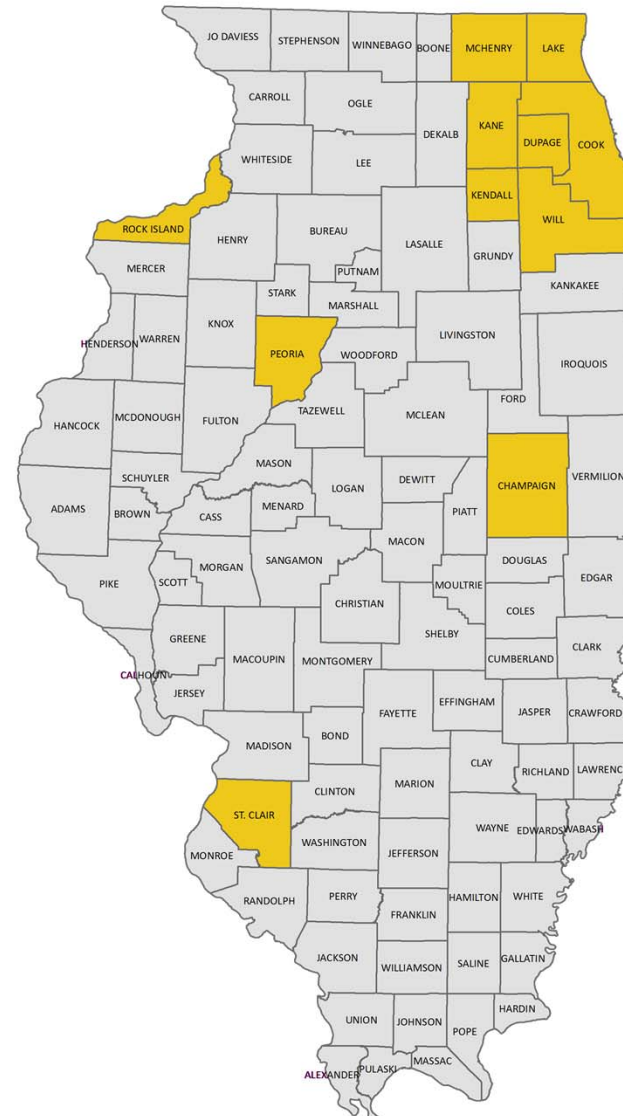 JO DAVIESS
STEPHENSON
WINNEBAGO
BOONE
MCHENRY
LAKE
CARROLL
OGLE
DEKALB
KANE
DUPAGE
COOK
WHITESIDE
LEE
KENDALL
WILL
ROCK ISLAND
HENRY
BUREAU
LASALLE
GRUNDY
MERCER
PUTNAM
KANKAKEE
STARK
MARSHALL
HENDERSON
WARREN
KNOX
PEORIA
WOODFORD
LIVINGSTON
IROQUOIS
FORD
HANCOCK
MCDONOUGH
FULTON
TAZEWELL
MCLEAN
SCHUYLER
MASON
LOGAN
DEWITT
CHAMPAIGN
VERMILION
ADAMS
BROWN
CASS
MENARD
PIATT
MACON
PIKE
SCOTT
MORGAN
SANGAMON
DOUGLAS
EDGAR
MOULTRIE
CHRISTIAN
COLES
GREENE
SHELBY
MACOUPIN
MONTGOMERY
CUMBERLAND
CLARK
CALHOUN
JERSEY
FAYETTE
EFFINGHAM
JASPER
CRAWFORD
MADISON
BOND
CLAY
RICHLAND
LAWRENC
CLINTON
MARION
ST. CLAIR
WAYNE
EDWARDS
WABASH
WASHINGTON
MONROE
JEFFERSON
RANDOLPH
PERRY
HAMILTON
WHITE
FRANKLIN
JACKSON
WILLIAMSON
SALINE
GALLATIN
HARDIN
UNION
JOHNSON
POPE
MASSAC
PULASKI
ALEXANDER